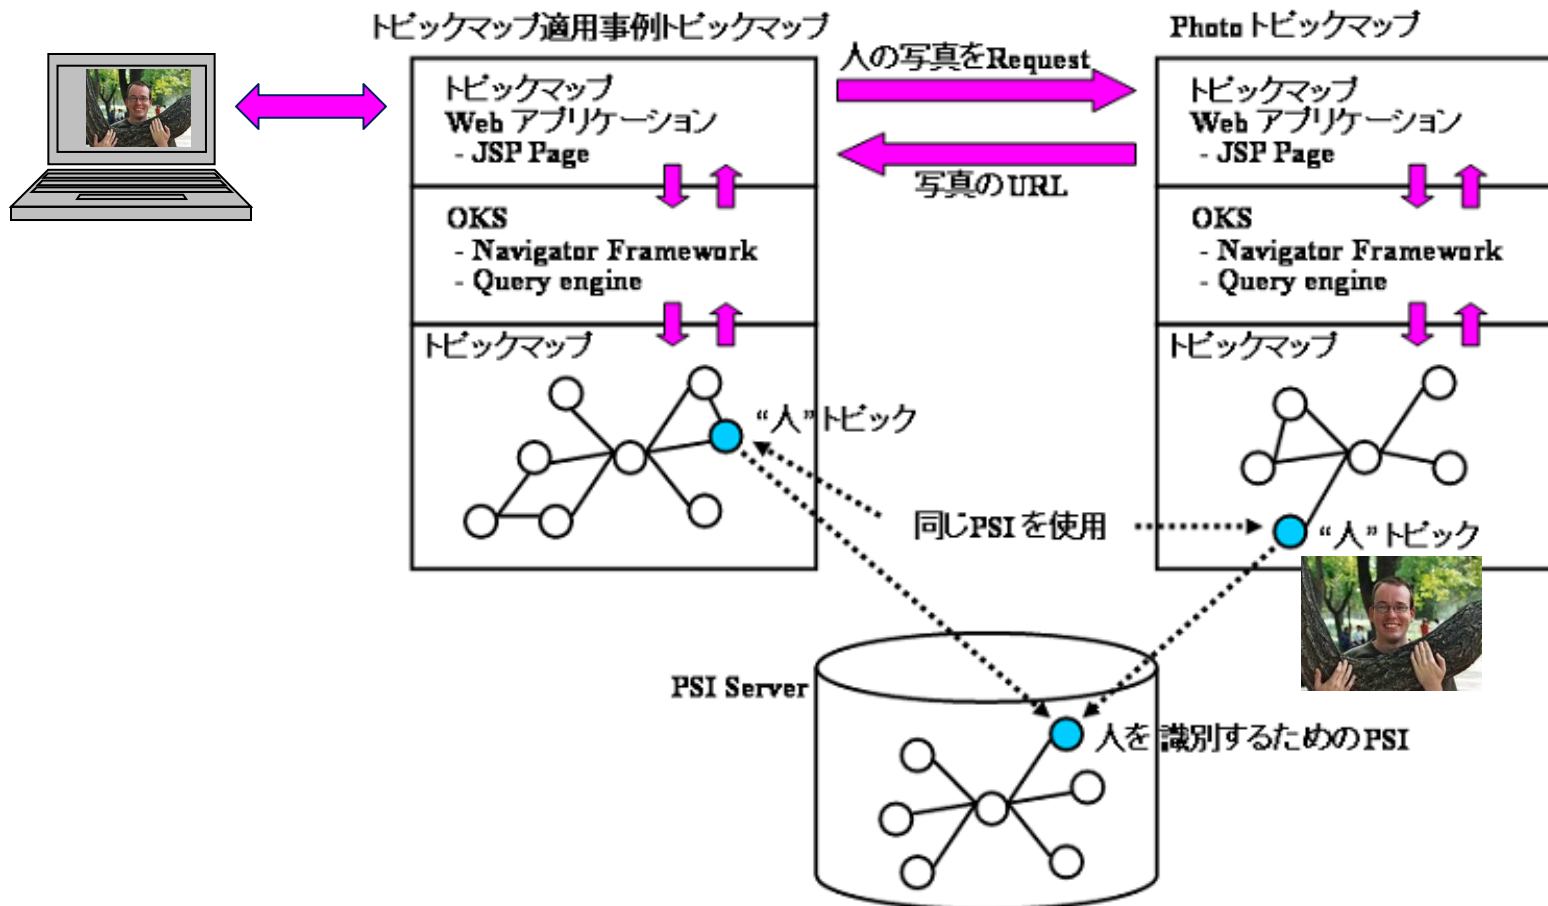 トピックマップ適用事例トピックマップ
トピックマップ
Web アプリケーション
- JSP Page
OKS
- Navigator Framework
- Query engine
トピックマップ
“人”トピック
人の写真をRequest
写真のURL
Photo トピックマップ
トピックマップ
Web アプリケーション
- JSP Page
OKS
- Navigator Framework
- Query engine
トピックマップ
“人”トピック
同じPSIを使用
PSI Server
人を識別するためのPSI